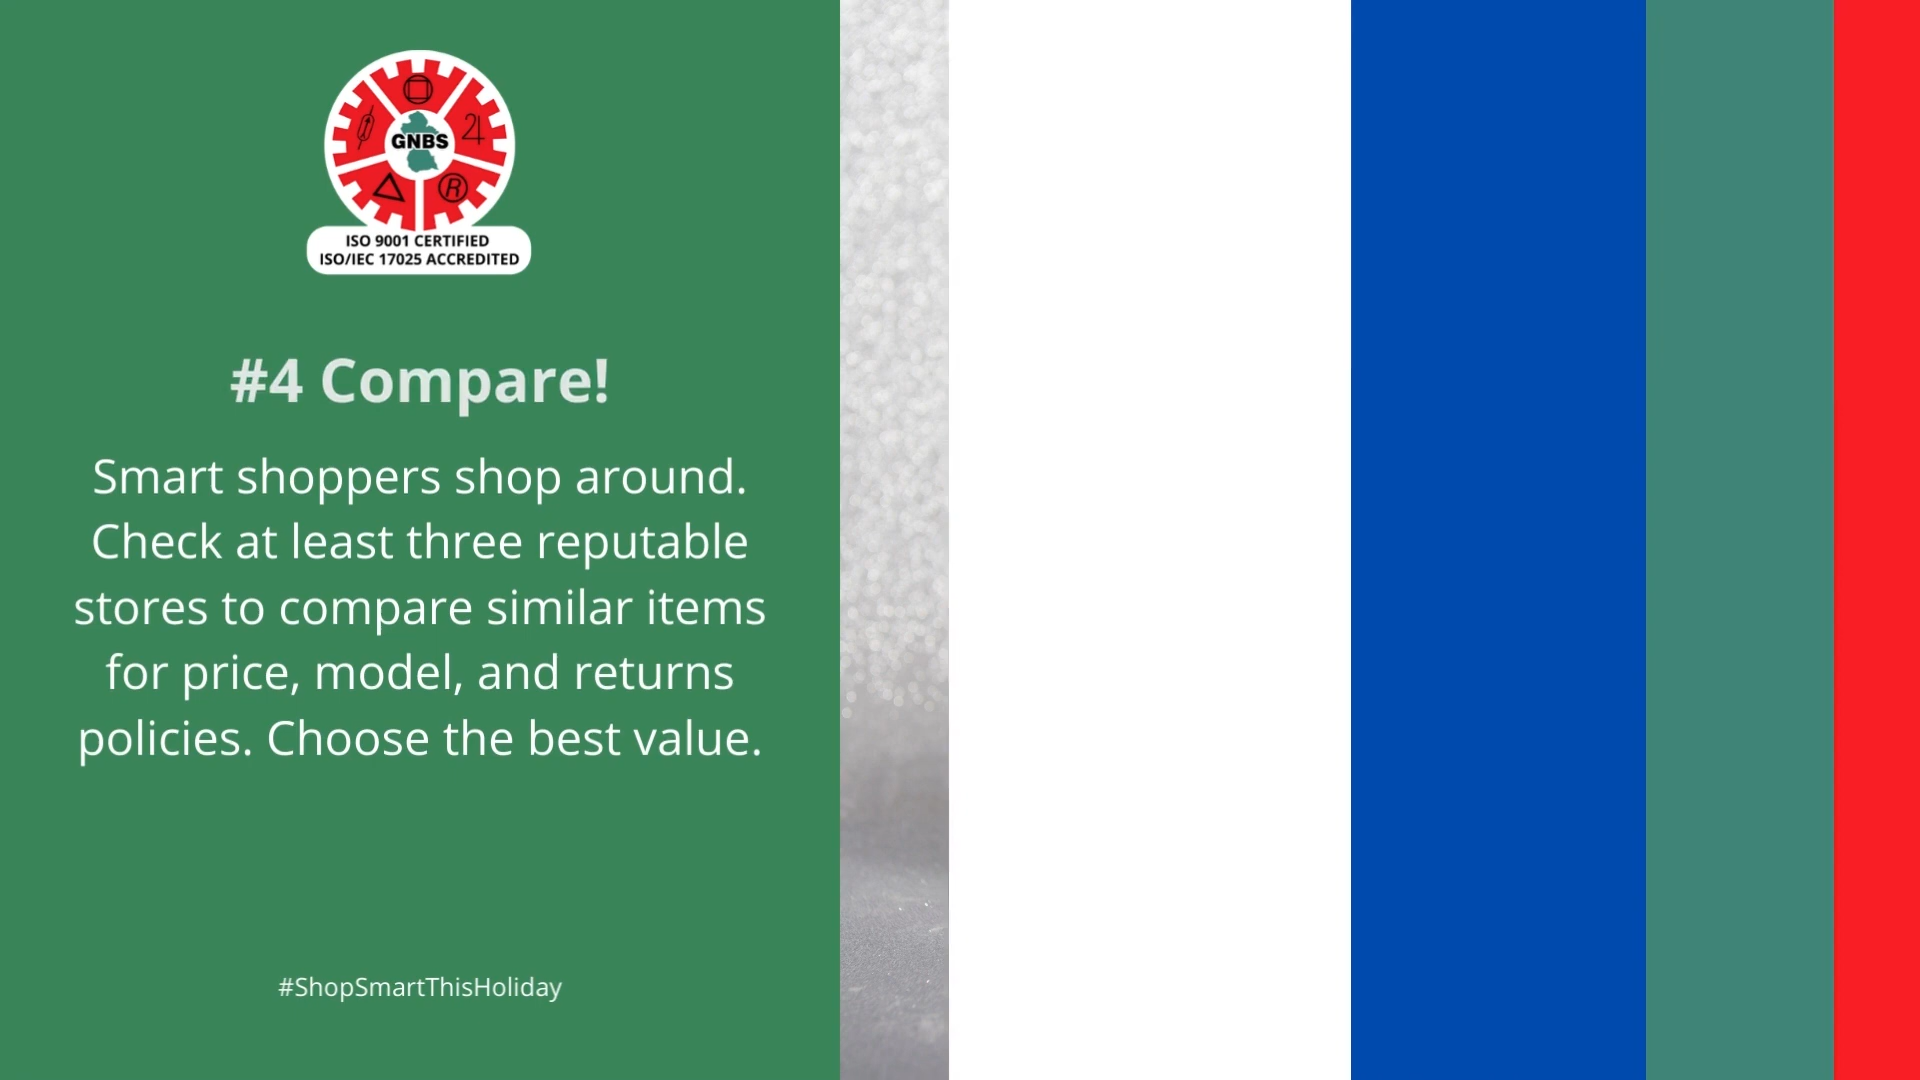 GNBS
R
ISO 9001 CERTIFIED
ISO/IEC 17025 ACCREDITED
#4 Compare!
Smart shoppers shop around.
Check at least three reputable
stores to compare similar items
for price, model, and returns
policies. Choose the best value.
#ShopSmartThisHoliday